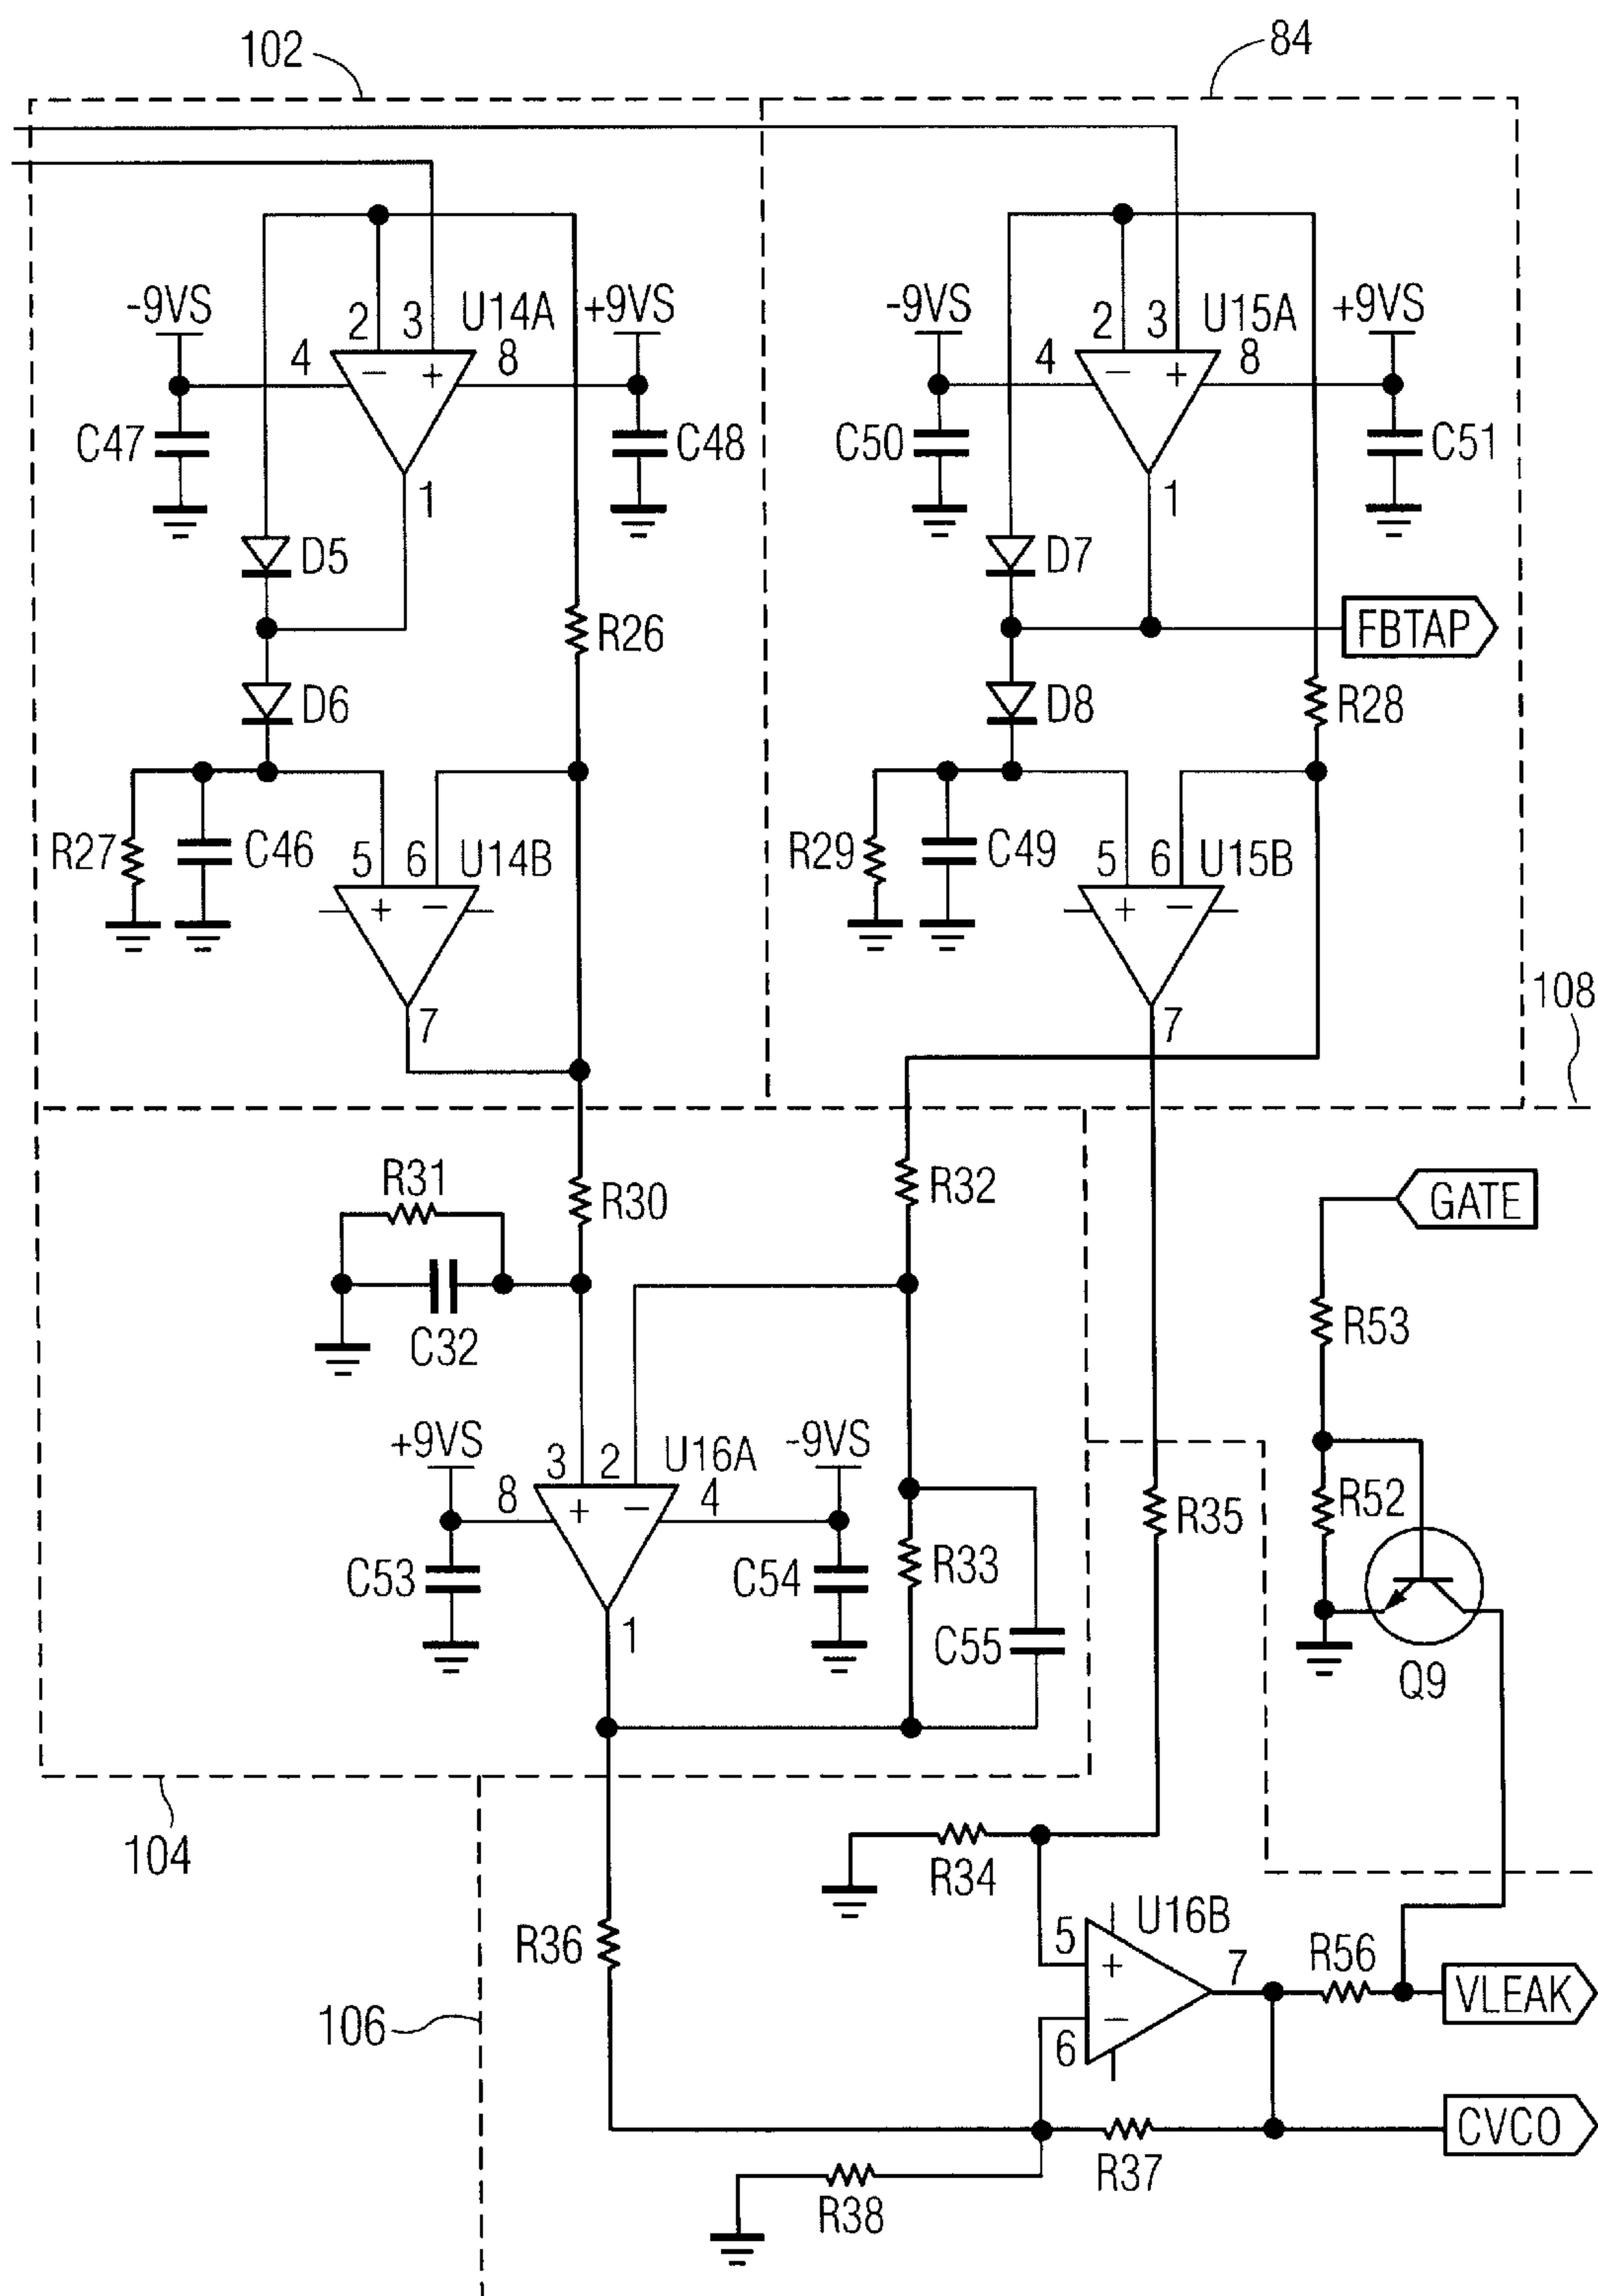 102
84
-9VS
2
3
U14A
+9VS
4
8
−
+
C47
C48
1
D5
R26
D6
R27
C46
5
6
U14B
+
−
7
-9VS
2
3
U15A
+9VS
4
8
−
+
C50
C51
1
D7
FBTAP
D8
R28
R29
C49
5
6
U15B
+
−
7
108
R31
R30
C32
R32
GATE
R53
+9VS
3
2
U16A
-9VS
8
4
+
−
C53
C54
R33
1
C55
R35
R52
Q9
104
R34
R36
5
U16B
+
7
R56
VLEAK
−
6
106
R37
CVCO
R38